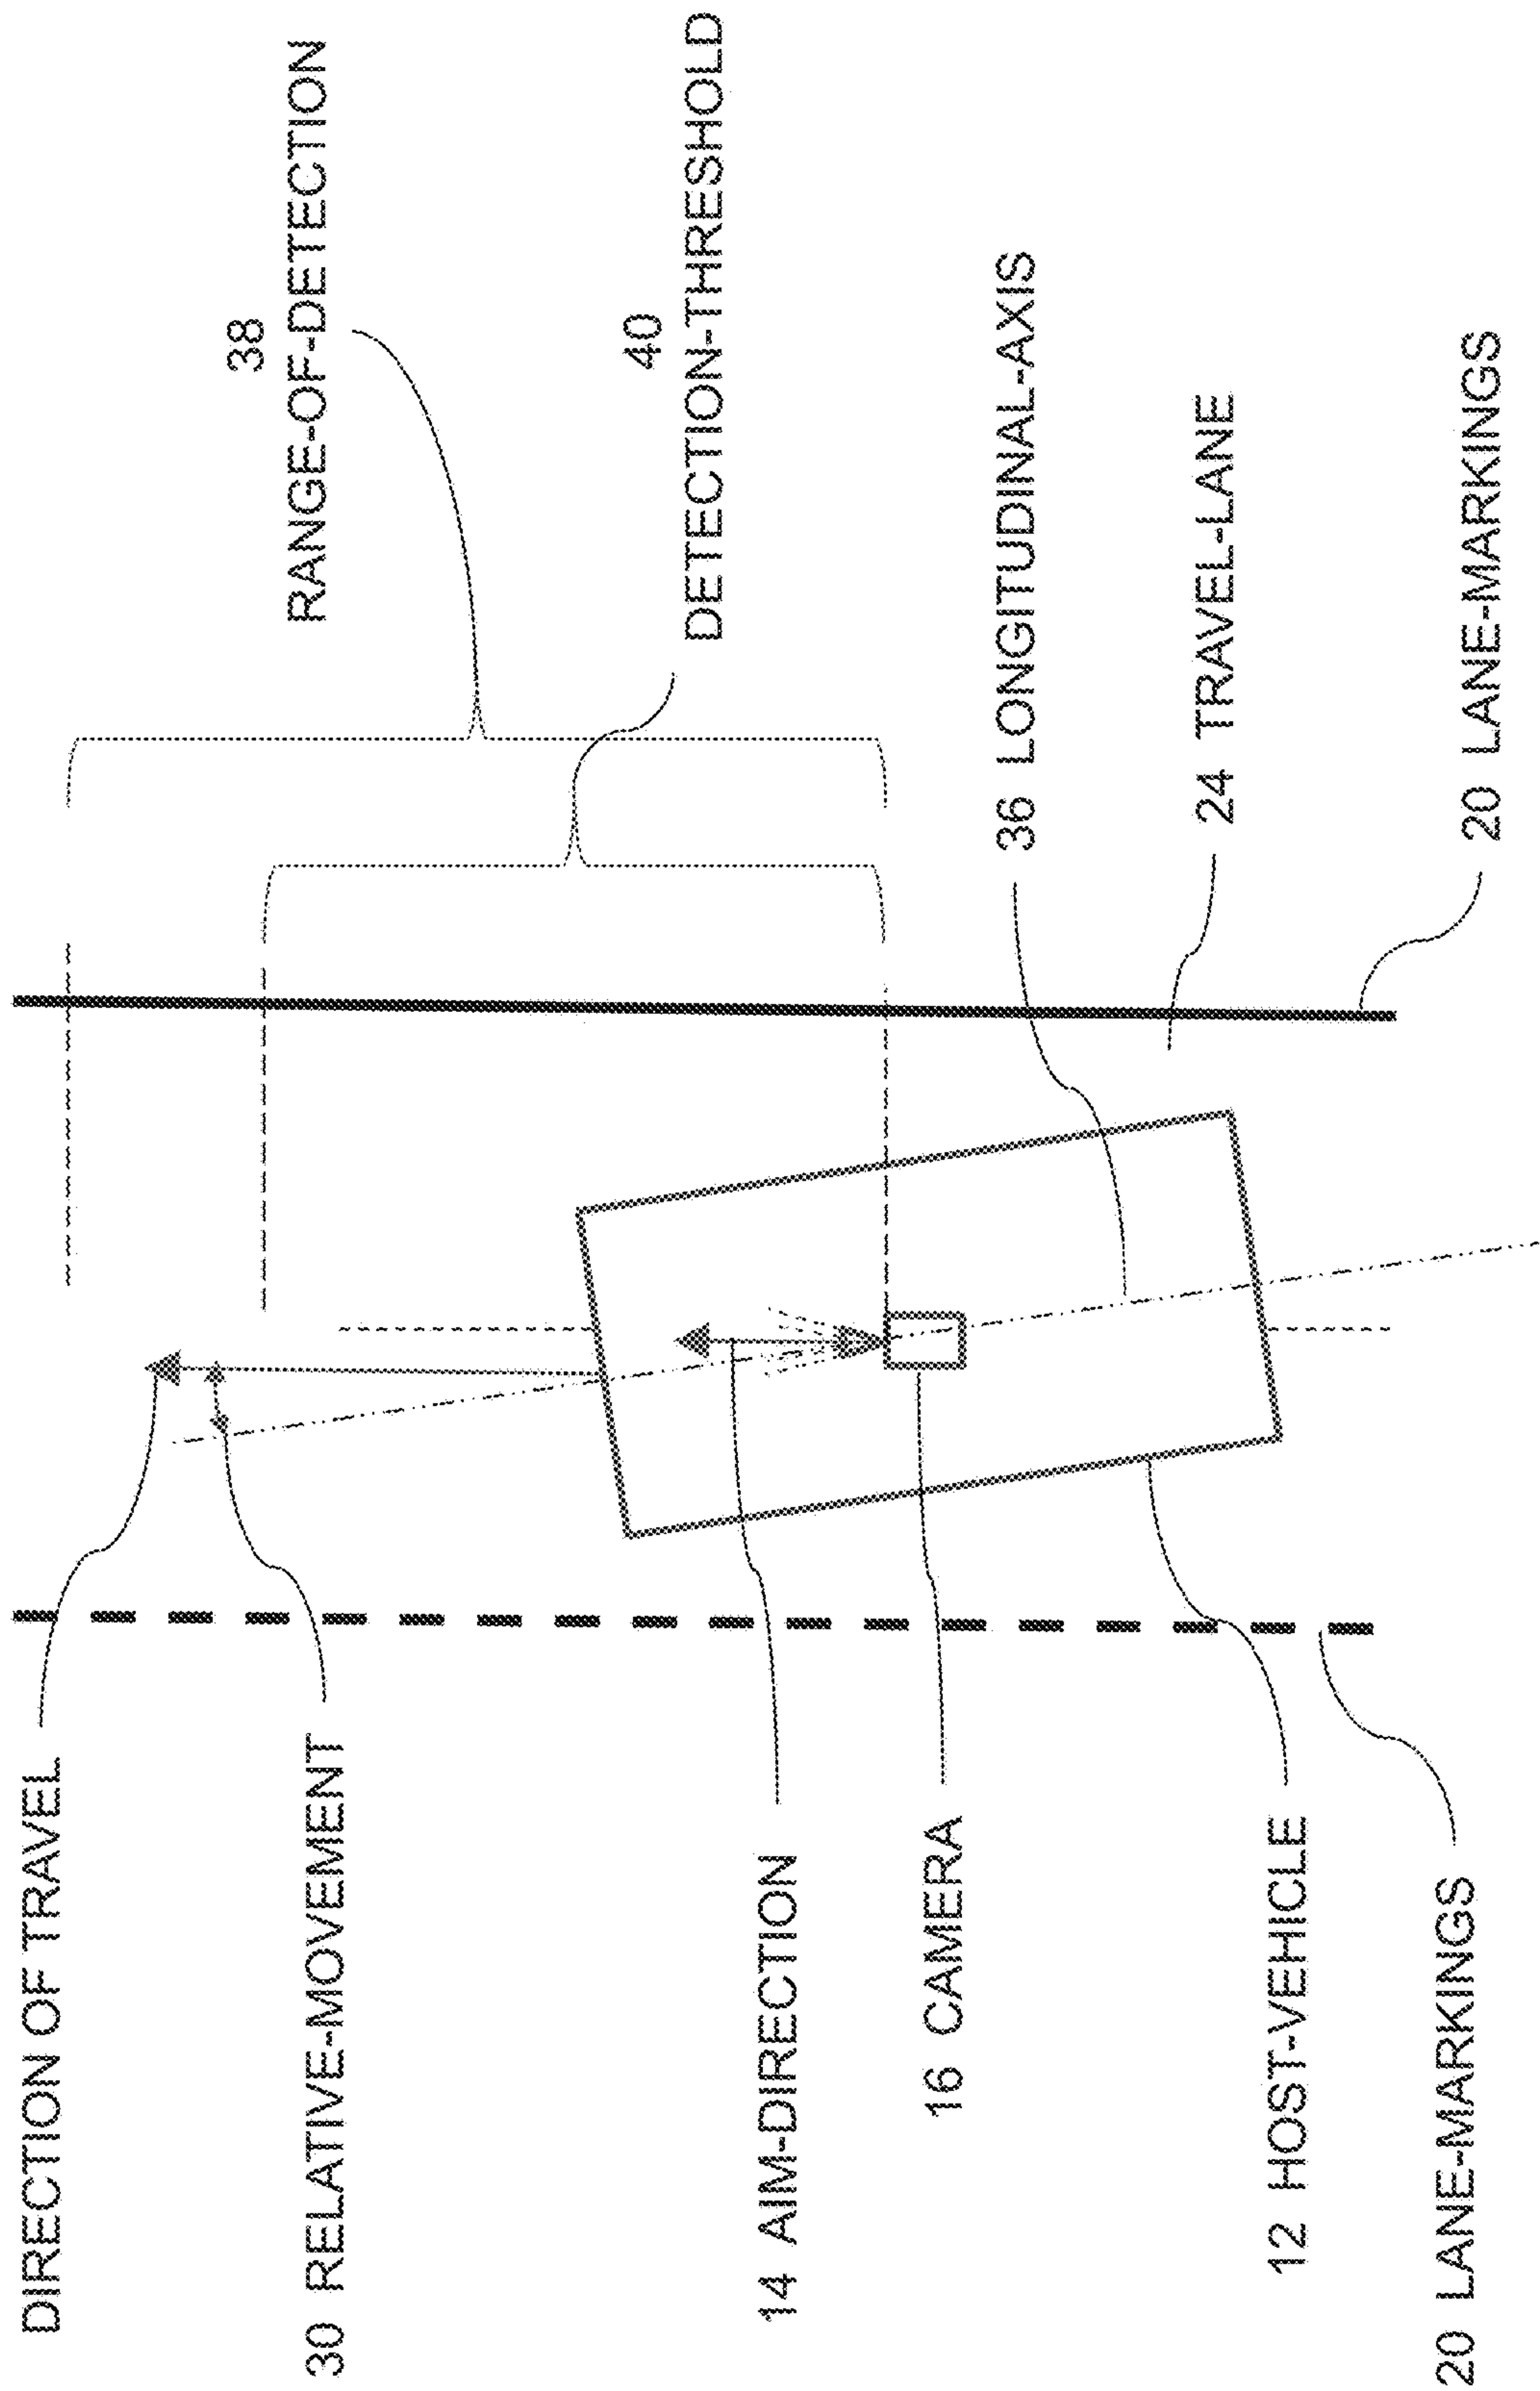 DIRECTION OF TRAVEL
30 RELATIVE-MOVEMENT
14 AIM-DIRECTION
16 CAMERA
12 HOST-VEHICLE
20 LANE-MARKINGS
38
RANGE-OF-DETECTION
40
DETECTION-THRESHOLD
36 LONGITUDINAL-AXIS
24 TRAVEL-LANE
20 LANE-MARKINGS